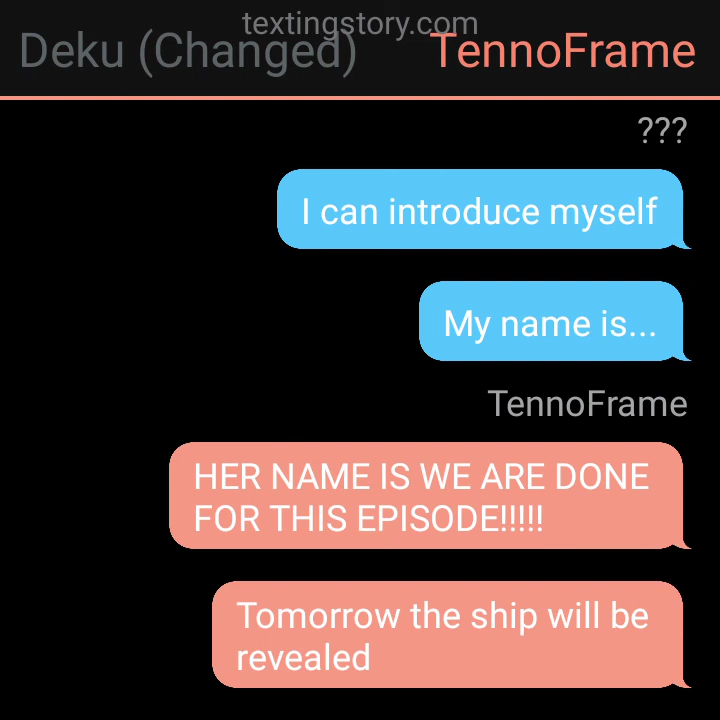 textingstory.com
Deku (Changed) TennoFrame
???
I can introduce myself
My name is...
TennoFrame
HER NAME IS WE ARE DONE
FOR THIS EPISODE!!!!!
Tomorrow the ship will be
revealed